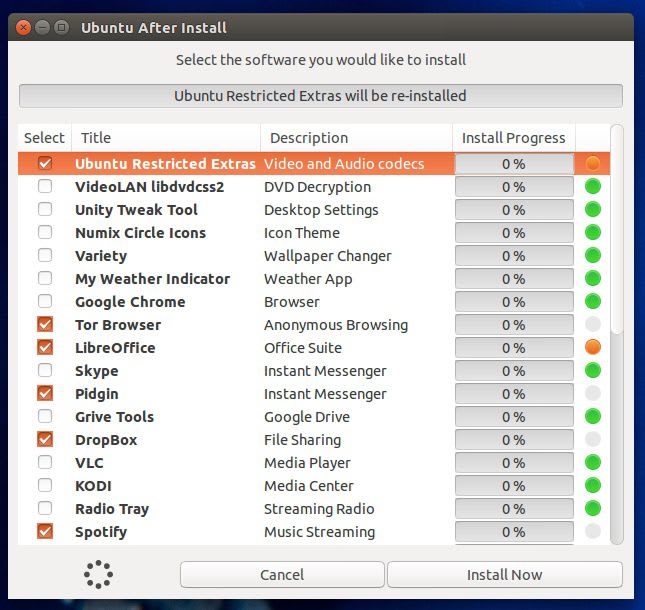 Ubuntu After Install
Select the software you would like to install
Ubuntu Restricted Extras will be re-installed
Select Title Description Install Progress
Ubuntu Restricted Extras Video and Audio codecs 0 %
VideoLAN libdvdcss2 DVD Decryption 0 %
Unity Tweak Tool Desktop Settings 0 %
Numix Circle Icons Icon Theme 0 %
Variety Wallpaper Changer 0 %
My Weather Indicator Weather App 0 %
Google Chrome Browser 0 %
Tor Browser Anonymous Browsing 0 %
LibreOffice Office Suite 0 %
Skype Instant Messenger 0 %
Pidgin Instant Messenger 0 %
Grive Tools Google Drive 0 %
DropBox File Sharing 0 %
VLC Media Player 0 %
KODI Media Center 0 %
Radio Tray Streaming Radio 0 %
Spotify Music Streaming 0 %
Cancel Install Now